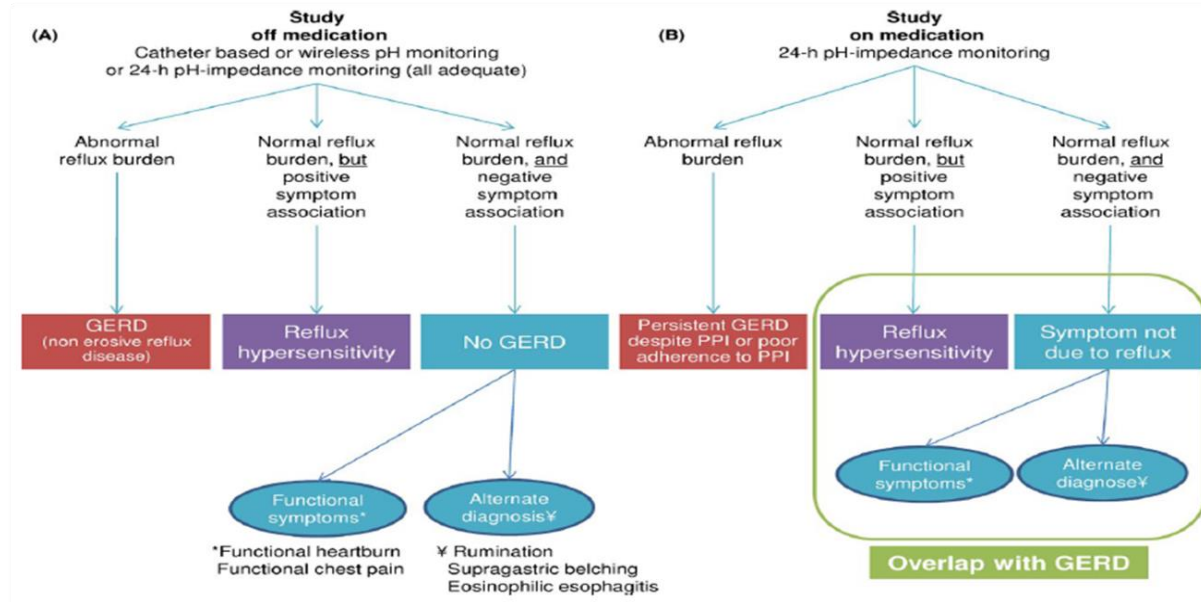 (A)
Study
off medication
Catheter based or wireless pH monitoring
or 24-h pH-impedance monitoring (all adequate)
Abnormal
reflux burden
Normal reflux
burden, but
positive
symptom
association
Normal reflux
burden, and
negative
symptom
association
GERD
(non erosive reflux
disease)
Reflux
hypersensitivity
No GERD
Functional
symptoms*
Alternate
diagnosis¥
*Functional heartburn
Functional chest pain
¥ Rumination
Supragastric belching
Eosinophilic esophagitis
(B)
Study
on medication
24-h pH-impedance monitoring
Abnormal reflux
burden
Normal reflux
burden, but
positive
symptom
association
Normal reflux
burden, and
negative
symptom
association
Persistent GERD
despite PPI or poor
adherence to PPI
Reflux
hypersensitivity
Symptom not
due to reflux
Functional
symptoms*
Alternate
diagnose¥
Overlap with GERD